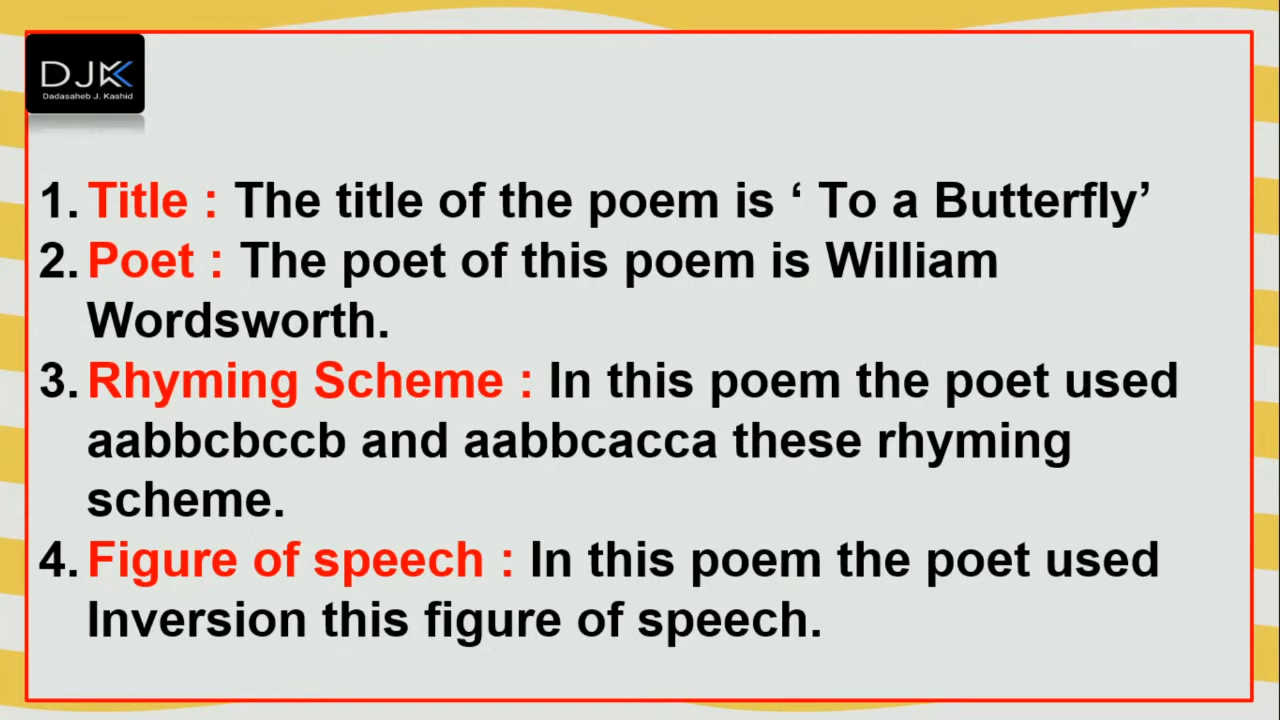 DJK
Dadasaheb J. Kashid
1. Title : The title of the poem is ‘ To a Butterfly’
2. Poet : The poet of this poem is William
Wordsworth.
3. Rhyming Scheme : In this poem the poet used
aabbcbccb and aabbcacca these rhyming
scheme.
4. Figure of speech : In this poem the poet used
Inversion this figure of speech.